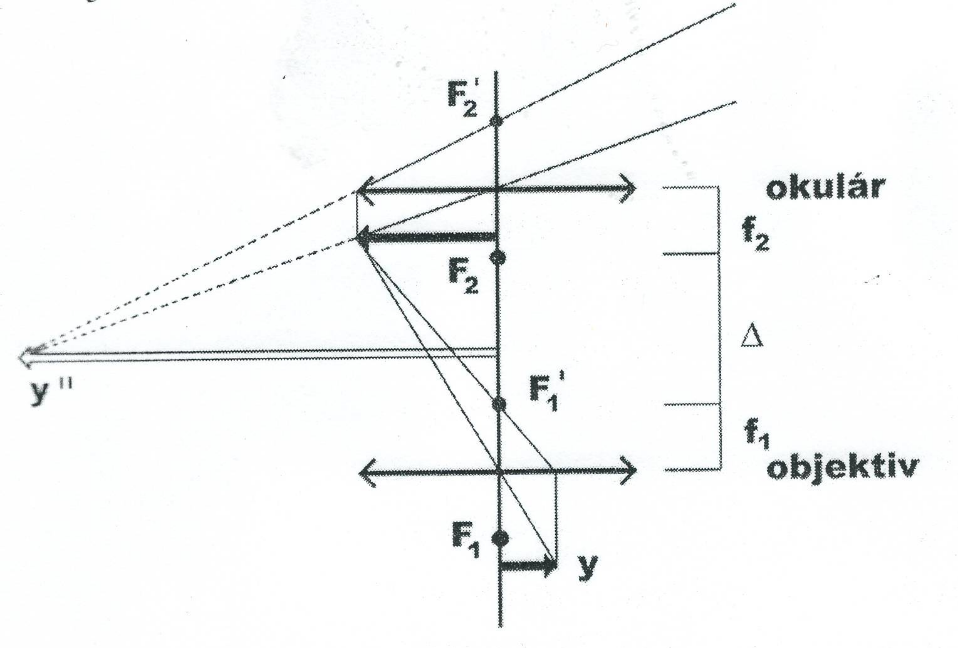 F₂'
okulár
f₂
F₂
Δ
y"
F₁'
f₁
objektiv
F₁
y